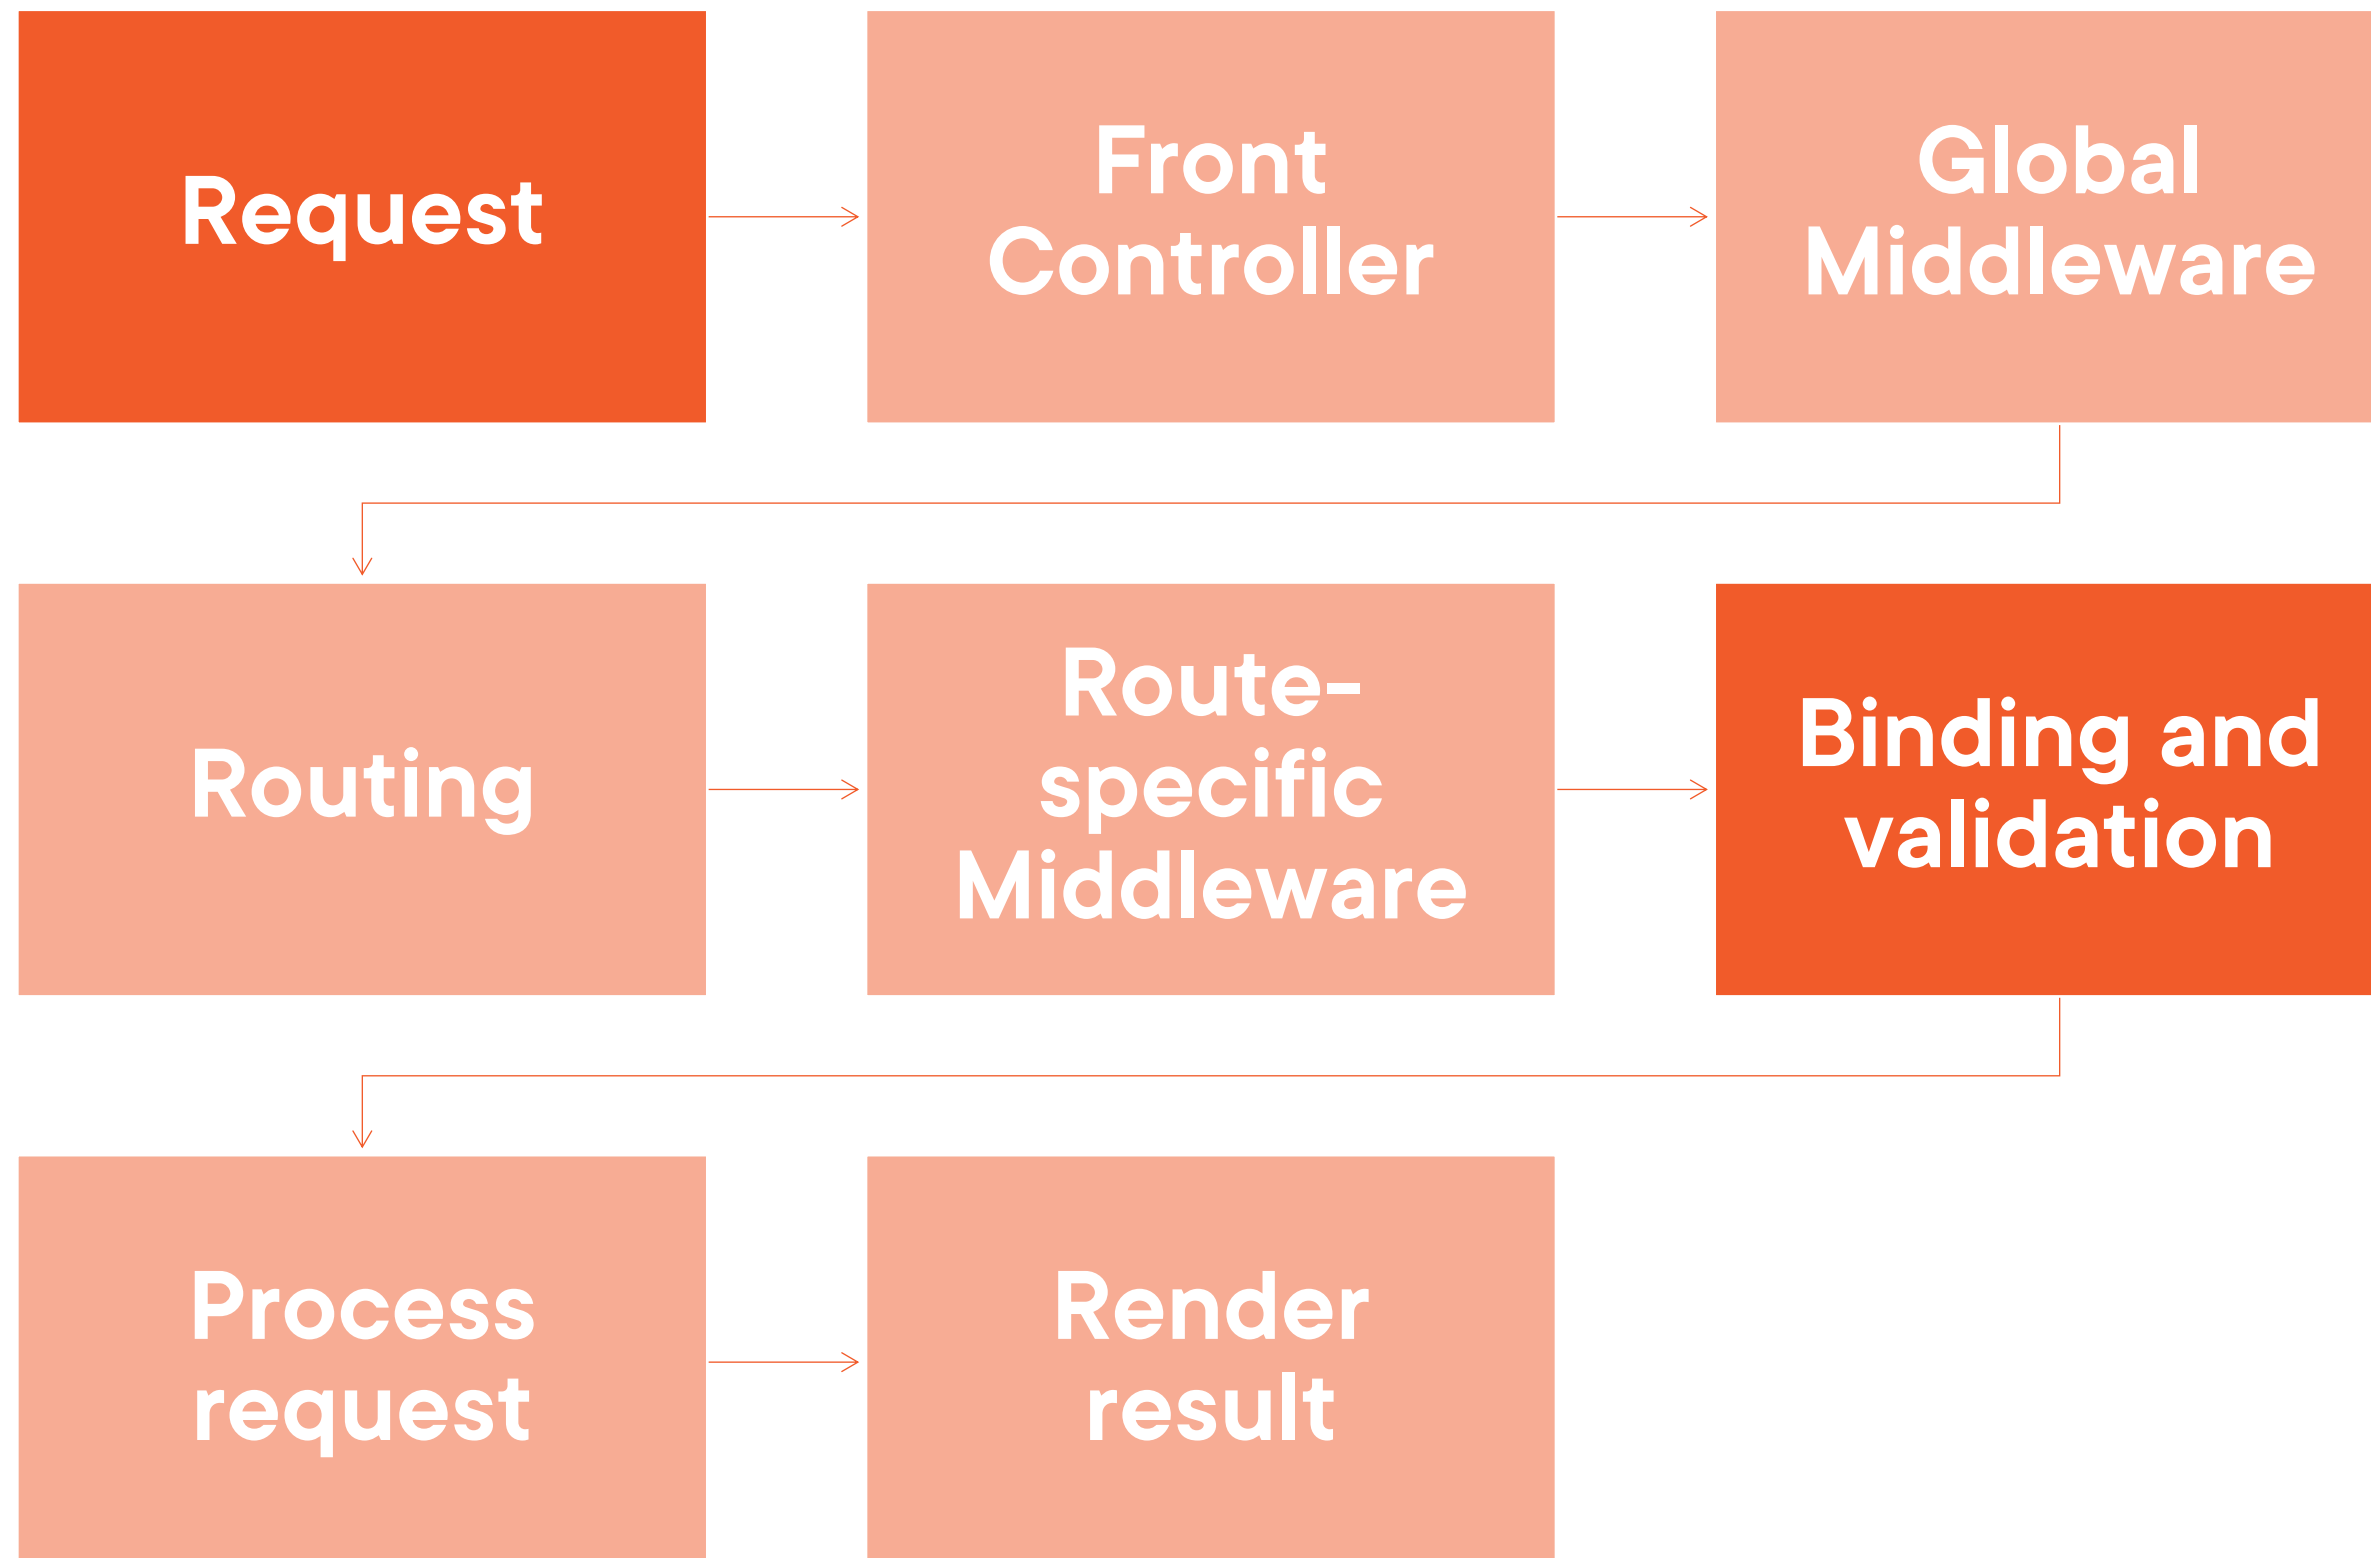 Request
Front
Controller
Global
Middleware
Routing
Route-
specific
Middleware
Binding and
validation
Process
request
Render
result